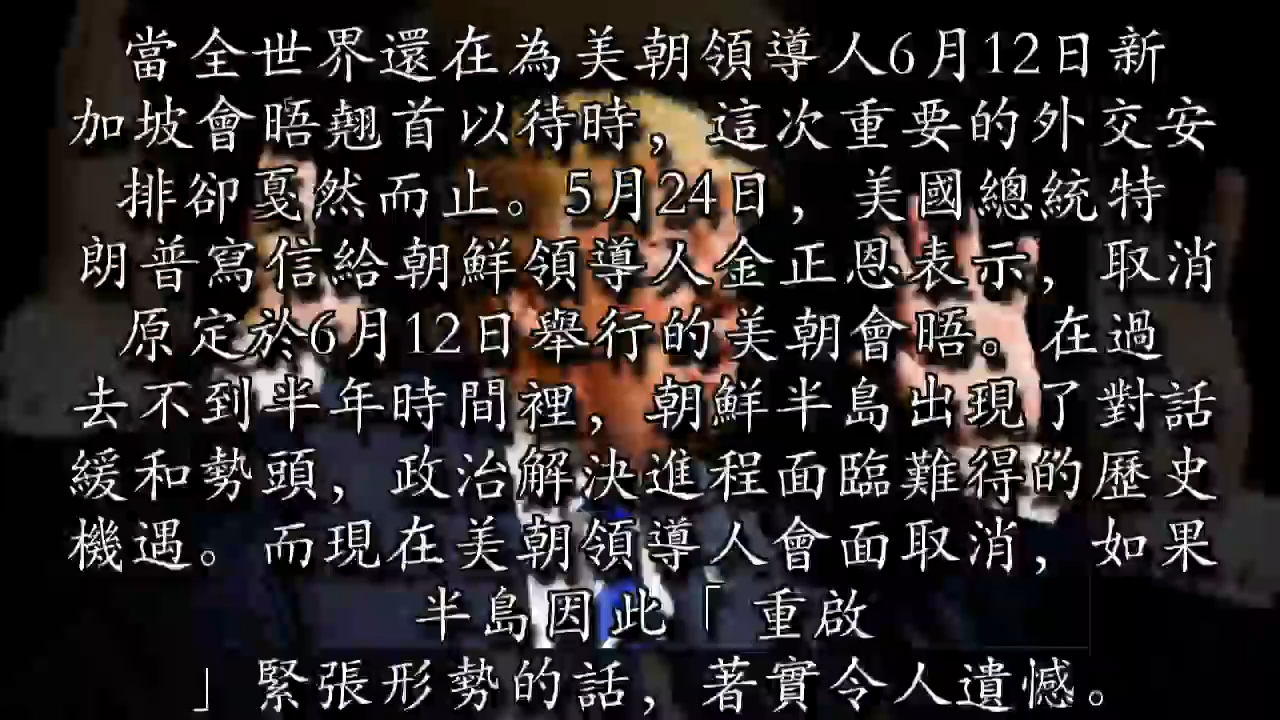 當全世界還在為美朝領導人6月12日新
加坡會晤翹首以待時，這次重要的外交安
排卻戛然而止。5月24日，美國總統特
朗普寫信給朝鮮領導人金正恩表示，取消
原定於6月12日舉行的美朝會晤。在過
去不到半年時間裡，朝鮮半島出現了對話
緩和勢頭，政治解決進程面臨難得的歷史
機遇。而現在美朝領導人會面取消，如果
半島因此「重啟
」緊張形勢的話，著實令人遺憾。